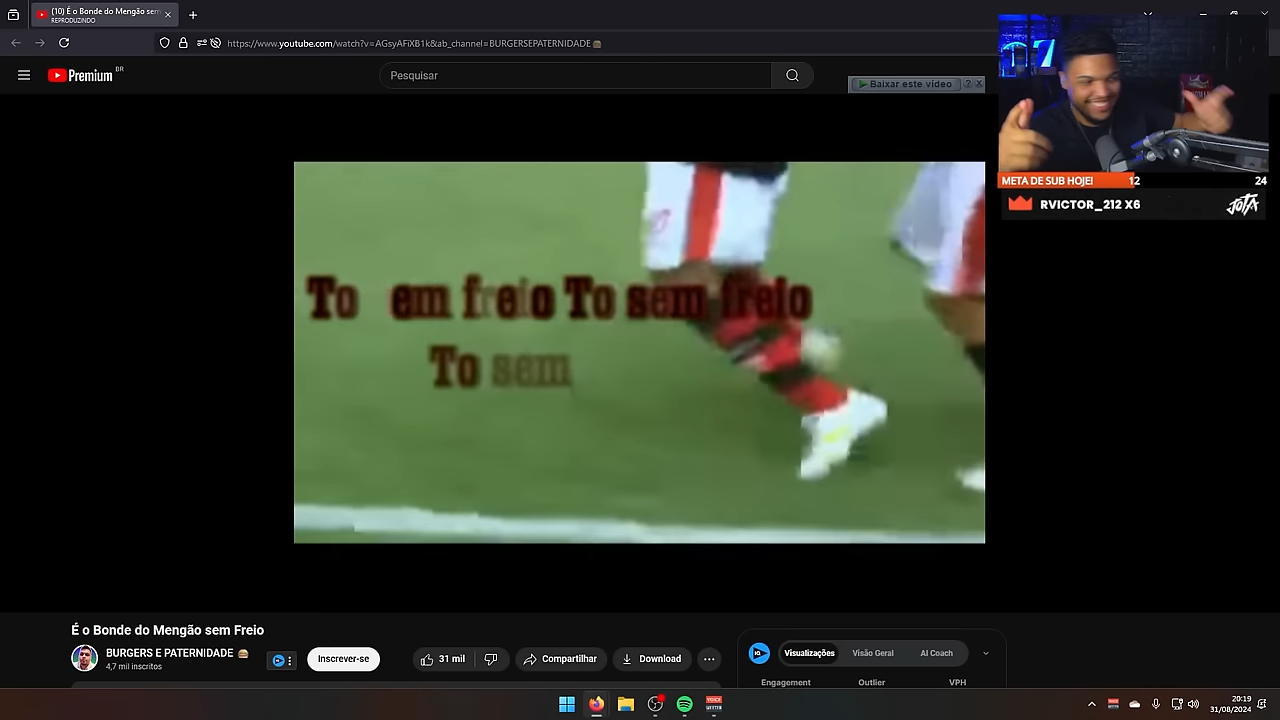 (10) É o Bonde do Mengão sem
REPRODUZINDO
https://www.youtube.com/watch?v=AGsyAFiXB1k&ab_channel=BURGERSEPATERNIDADE🍔
Premium BR
Pesquisar
Baixar este vídeo ? X
META DE SUB HOJE! 12 24
RVICTOR_212 X6 JOTA
To em freio To sem freio
To sem
É o Bonde do Mengão sem Freio
BURGERS E PATERNIDADE 🍔
4,7 mil inscritos
Inscrever-se
31 mil
Compartilhar
Download
Visualizações Visão Geral AI Coach
Engagement Outlier VPH
20:19
31/08/2024